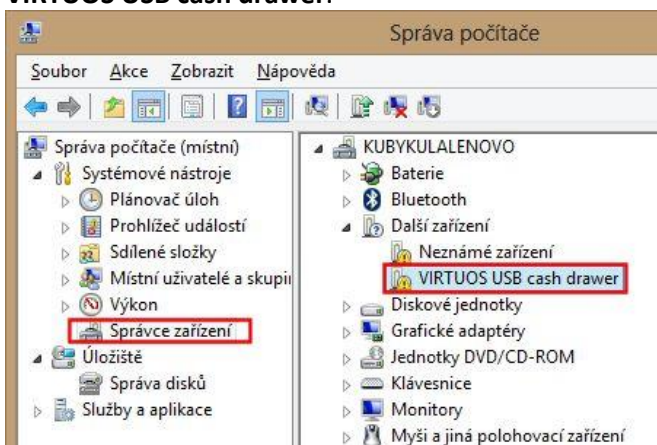 VIRTUOS USB cash drawer.
Správa počítače
Soubor Akce Zobrazit Nápověda
Správa počítače (místní)
Systémové nástroje
Plánovač úloh
Prohlížeč událostí
Sdílené složky
Místní uživatelé a skupin
Výkon
Správce zařízení
Úložiště
Správa disků
Služby a aplikace
KUBYKULALENOVO
Baterie
Bluetooth
Další zařízení
Neznámé zařízení
VIRTUOS USB cash drawer
Diskové jednotky
Grafické adaptéry
Jednotky DVD/CD-ROM
Klávesnice
Monitory
Myši a jiná polohovací zařízení